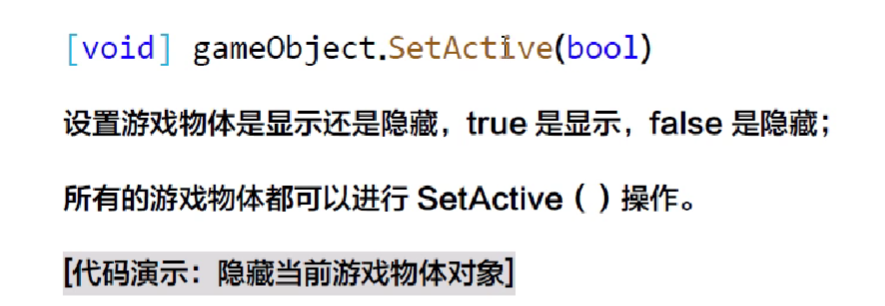 [void] gameObject.SetActive(bool)
设置游戏物体是显示还是隐藏，true 是显示，false 是隐藏；
所有的游戏物体都可以进行 SetActive（）操作。
[代码演示：隐藏当前游戏物体对象]